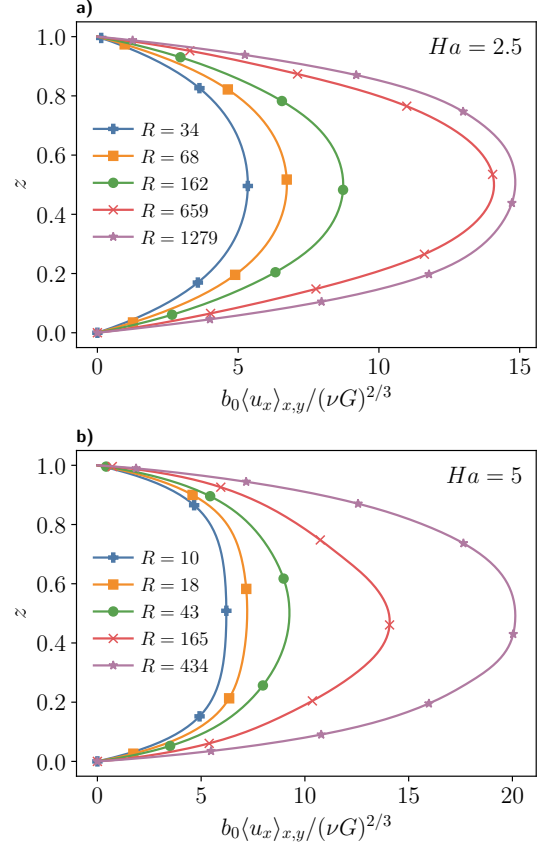 a)
Ha = 2.5
1.0
0.8
0.6
0.4
0.2
0.0
z
R = 34
R = 68
R = 162
R = 659
R = 1279
0 5 10 15
b₀⟨uₓ⟩ₓ,ᵧ/(νG)^{2/3}
b)
Ha = 5
1.0
0.8
0.6
0.4
0.2
0.0
z
R = 10
R = 18
R = 43
R = 165
R = 434
0 5 10 15 20
b₀⟨uₓ⟩ₓ,ᵧ/(νG)^{2/3}